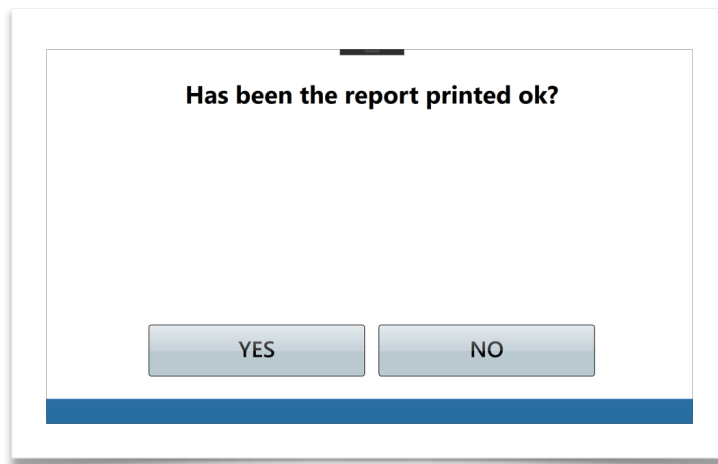 Has been the report printed ok?
YES
NO